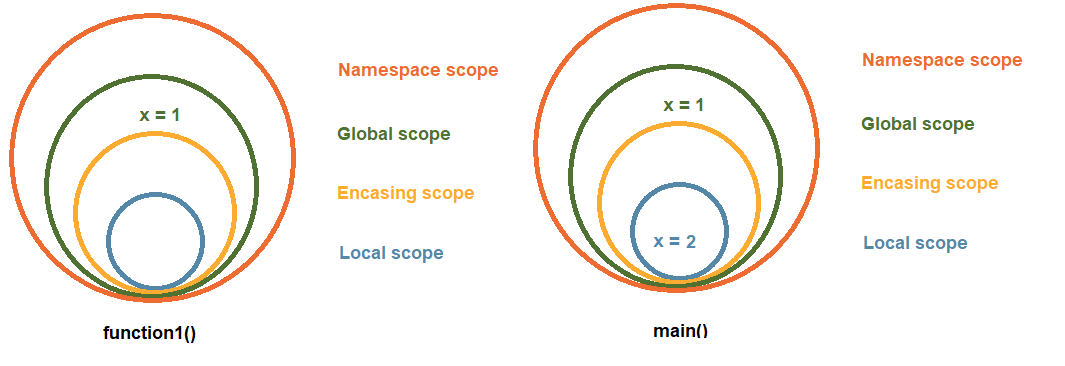 x = 1
Namespace scope
Global scope
Encasing scope
Local scope
function1()
x = 1
x = 2
Namespace scope
Global scope
Encasing scope
Local scope
main()